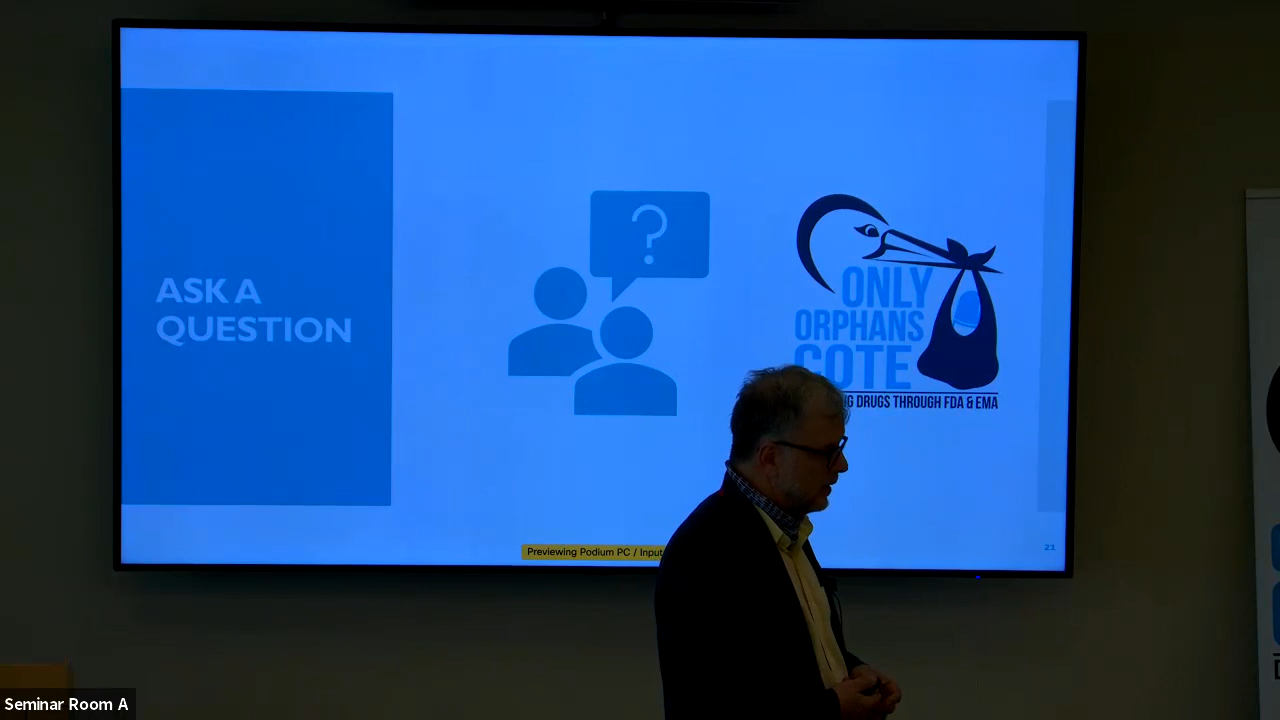 ASK A
QUESTION
?
ONLY
ORPHANS
COTE
DRUGS THROUGH FDA & EMA
Previewing Podium PC / Input
21
Seminar Room A